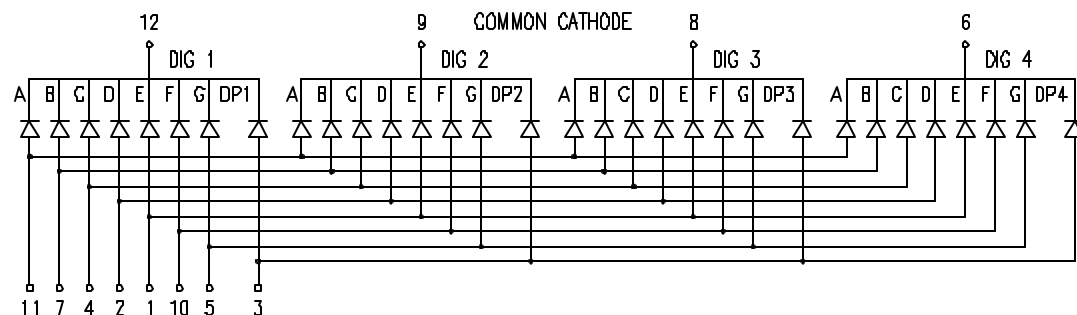 12 9 COMMON CATHODE 8 6
DIG 1 DIG 2 DIG 3 DIG 4
A B C D E F G DP1 A B C D E F G DP2 A B C D E F G DP3 A B C D E F G DP4
11 7 4 2 1 10 5 3